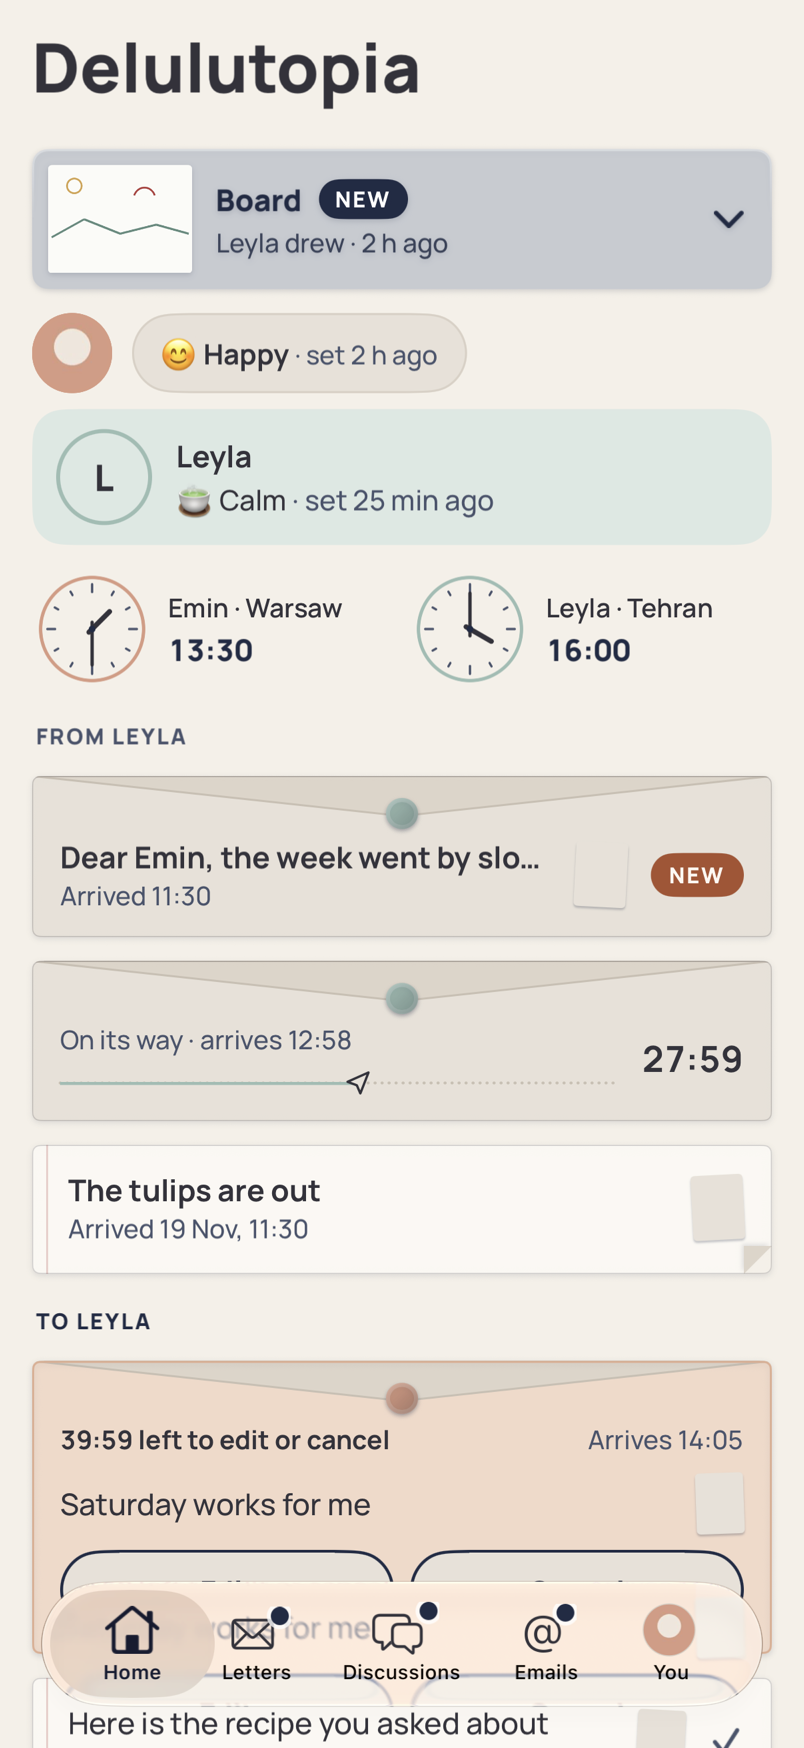 Delulutopia
Board NEW
Leyla drew · 2 h ago
😊 Happy · set 2 h ago
L
Leyla
🍵 Calm · set 25 min ago
Emin · Warsaw
13:30
Leyla · Tehran
16:00
FROM LEYLA
Dear Emin, the week went by slo...
Arrived 11:30
NEW
On its way · arrives 12:58
27:59
The tulips are out
Arrived 19 Nov, 11:30
TO LEYLA
39:59 left to edit or cancel
Arrives 14:05
Saturday works for me
works for me
Home
Letters
Discussions
Emails
You
Here is the recipe you asked about